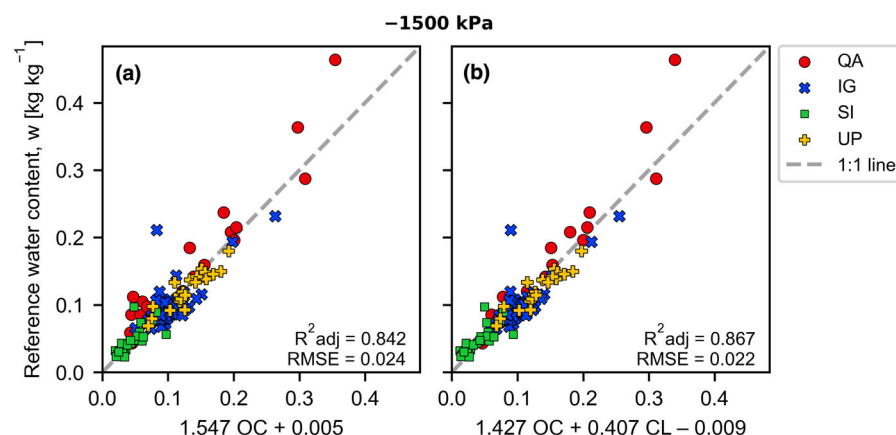 −1500 kPa
Reference water content, w [kg kg⁻¹]
(a)
(b)
0.4
0.3
0.2
0.1
0.0
R²adj = 0.842
RMSE = 0.024
R²adj = 0.867
RMSE = 0.022
0.0 0.1 0.2 0.3 0.4
0.0 0.1 0.2 0.3 0.4
1.547 OC + 0.005
1.427 OC + 0.407 CL − 0.009
QA
IG
SI
UP
1:1 line